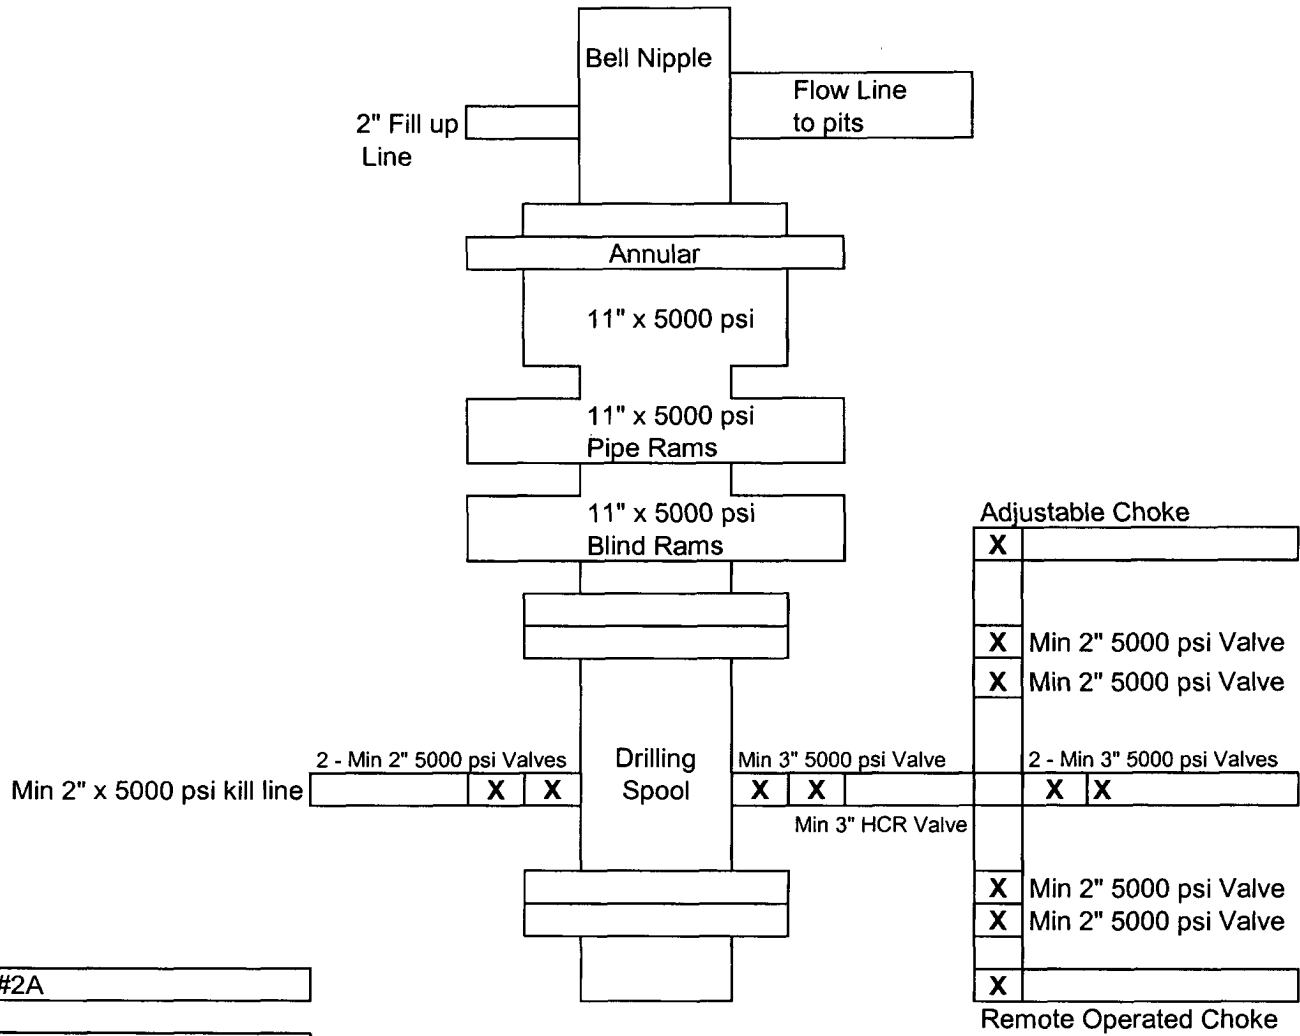 Bell Nipple
Flow Line
to pits
2" Fill up
Line
Annular
11" x 5000 psi
11" x 5000 psi
Pipe Rams
11" x 5000 psi
Blind Rams
Adjustable Choke
X
X Min 2" 5000 psi Valve
X Min 2" 5000 psi Valve
2 - Min 2" 5000 psi Valves
Drilling
Spool
Min 3" 5000 psi Valve
2 - Min 3" 5000 psi Valves
Min 2" x 5000 psi kill line
X X
X X
X X
Min 3" HCR Valve
X Min 2" 5000 psi Valve
X Min 2" 5000 psi Valve
#2A
X
Remote Operated Choke